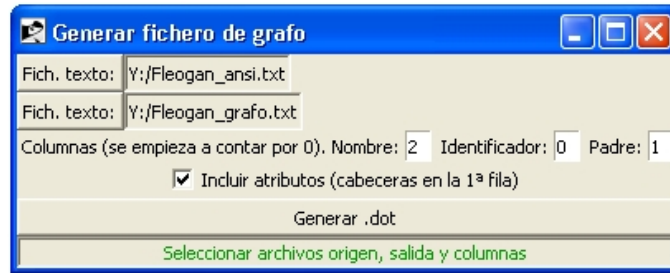 Generar fichero de grafo
Fich. texto: Y:/Fleogan_ansi.txt
Fich. texto: Y:/Fleogan_grafo.txt
Columnas (se empieza a contar por 0). Nombre: 2 Identificador: 0 Padre: 1
Incluir atributos (cabeceras en la 1ª fila)
Generar .dot
Seleccionar archivos origen, salida y columnas